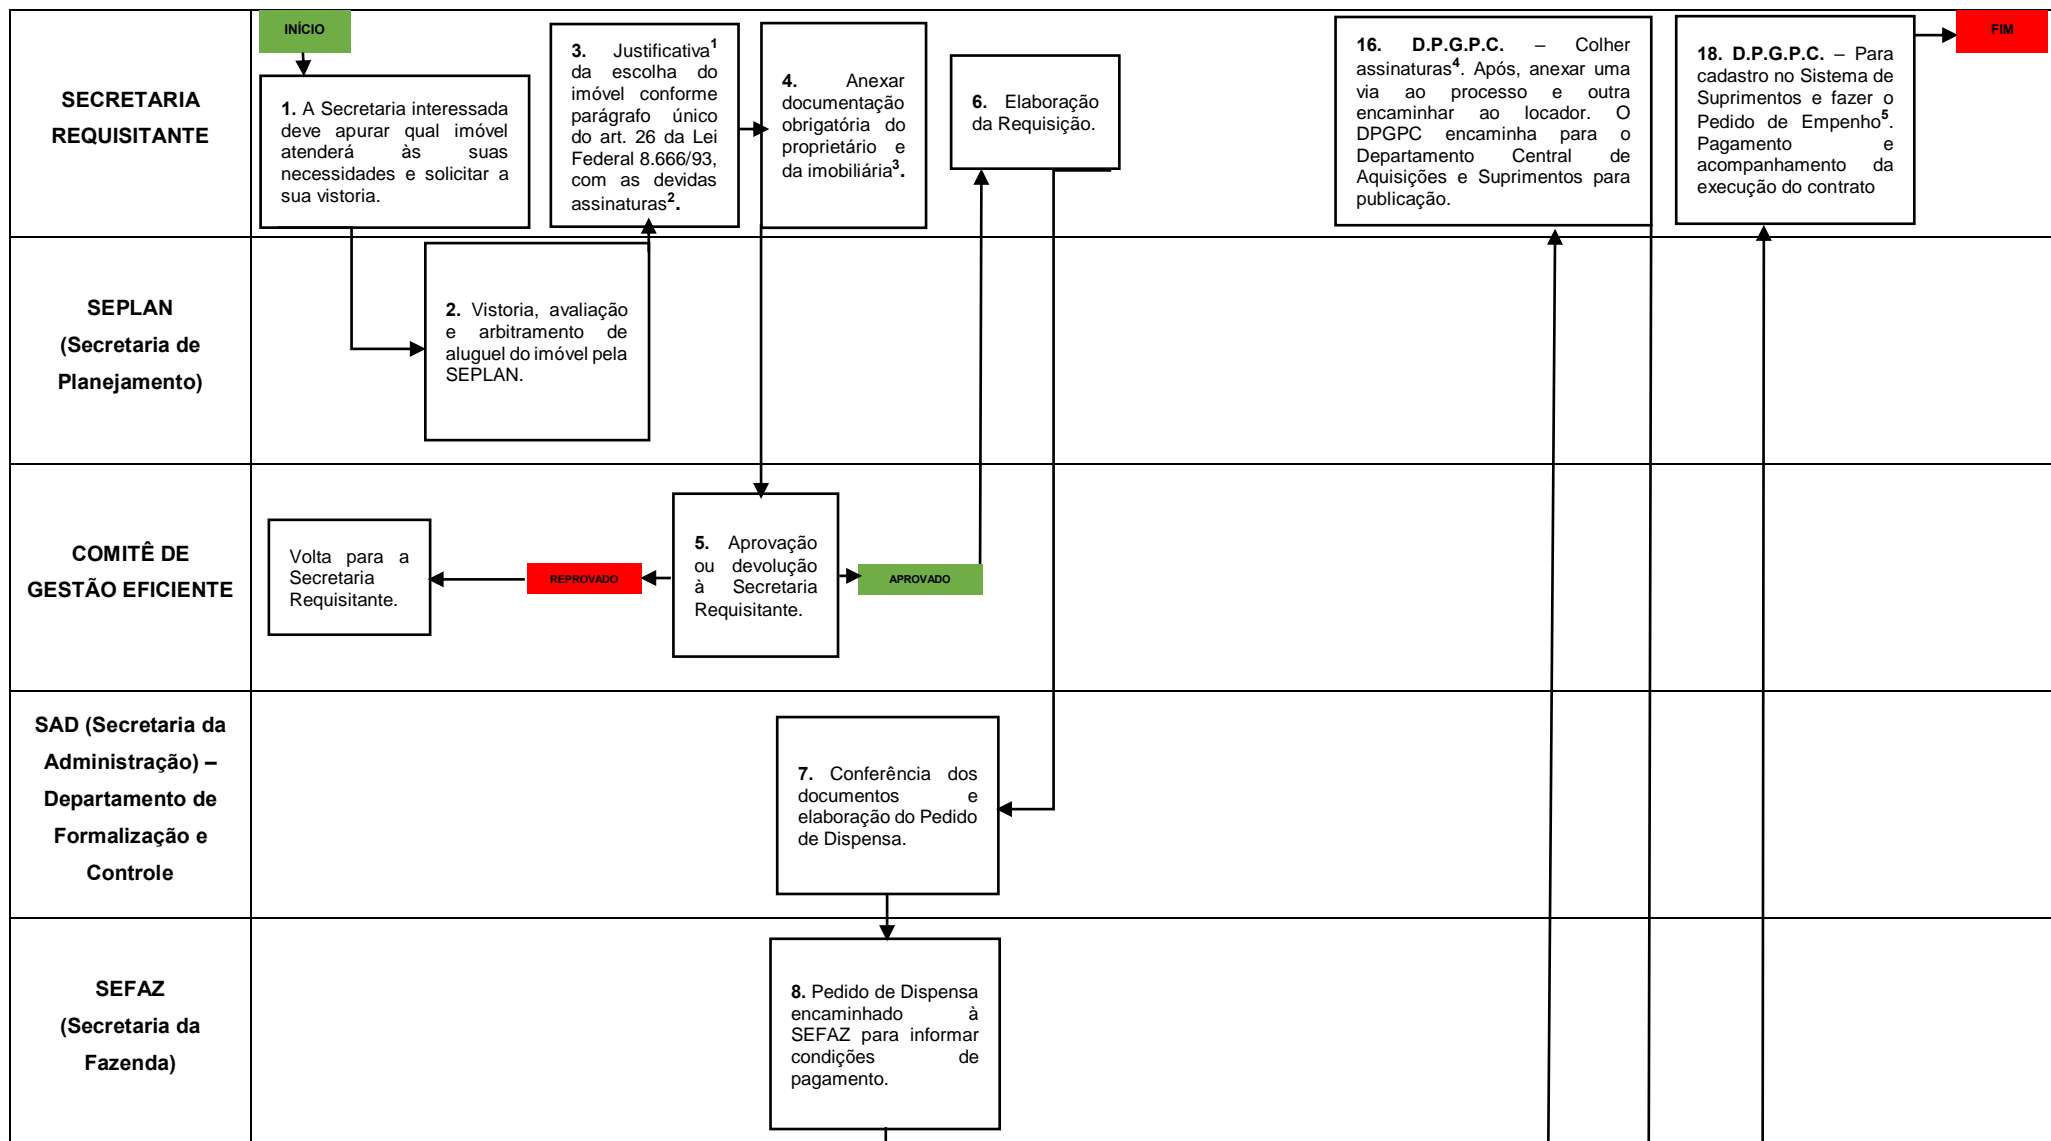 SECRETARIA
REQUISITANTE
INÍCIO
1. A Secretaria interessada
deve apurar qual imóvel
atenderá às suas
necessidades e solicitar a
sua vistoria.
3. Justificativa¹
da escolha do
imóvel conforme
parágrafo único
do art. 26 da Lei
Federal 8.666/93,
com as devidas
assinaturas².
4. Anexar
documentação
obrigatória do
proprietário e
da imobiliária³.
6. Elaboração
da Requisição.
16. D.P.G.P.C. – Colher
assinaturas⁴. Após, anexar uma
via ao processo e outra
encaminhar ao locador. O
DPGPC encaminha para o
Departamento Central de
Aquisições e Suprimentos para
publicação.
18. D.P.G.P.C. – Para
cadastro no Sistema de
Suprimentos e fazer o
Pedido de Empenho⁵.
Pagamento e
acompanhamento da
execução do contrato
FIM
SEPLAN
(Secretaria de
Planejamento)
2. Vistoria, avaliação
e arbitramento de
aluguel do imóvel pela
SEPLAN.
COMITÊ DE
GESTÃO EFICIENTE
Volta para a
Secretaria
Requisitante.
REPROVADO
5. Aprovação
ou devolução
à Secretaria
Requisitante.
APROVADO
SAD (Secretaria da
Administração) –
Departamento de
Formalização e
Controle
7. Conferência dos
documentos e
elaboração do Pedido
de Dispensa.
SEFAZ
(Secretaria da
Fazenda)
8. Pedido de Dispensa
encaminhado à
SEFAZ para informar
condições de
pagamento.